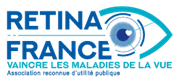 RETINA
FRANCE
VAINCRE LES MALADIES DE LA VUE
Association reconnue d'utilité publique